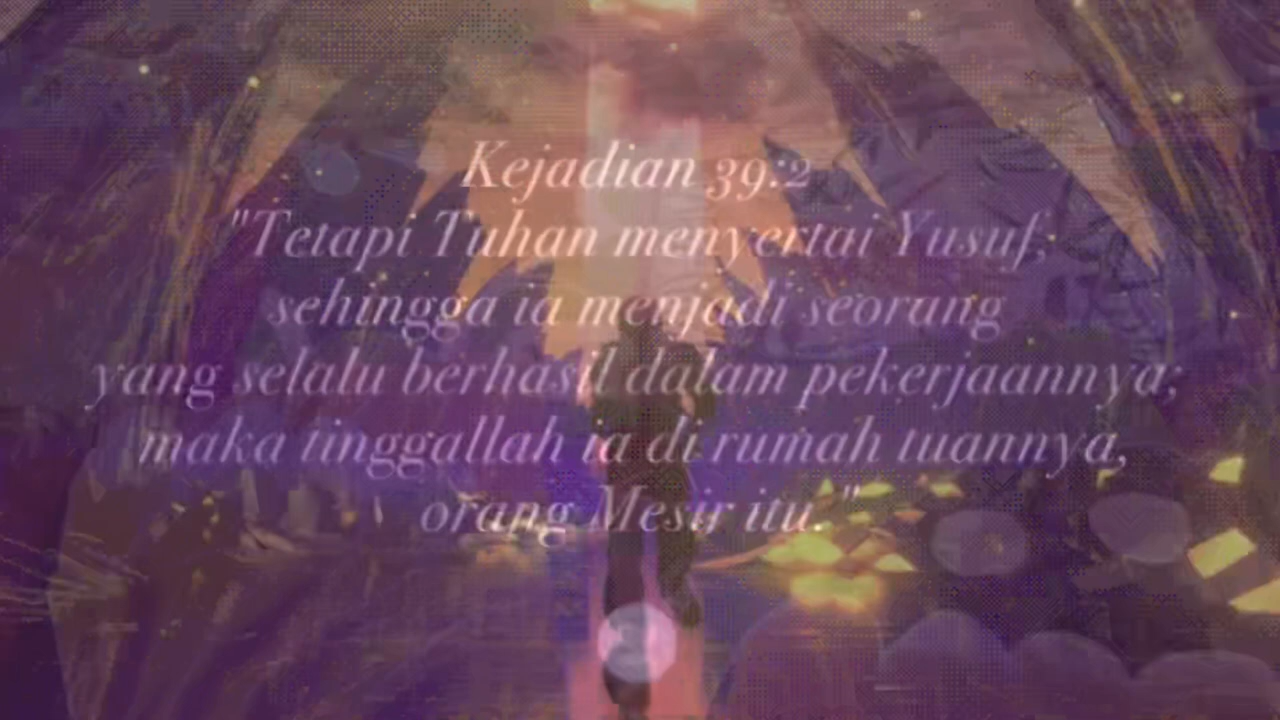 Kejadian 39:2
"Tetapi Tuhan menyertai Yusuf,
sehingga ia menjadi seorang
yang selalu berhasil dalam pekerjaannya;
maka tinggallah ia di rumah tuannya,
orang Mesir itu."